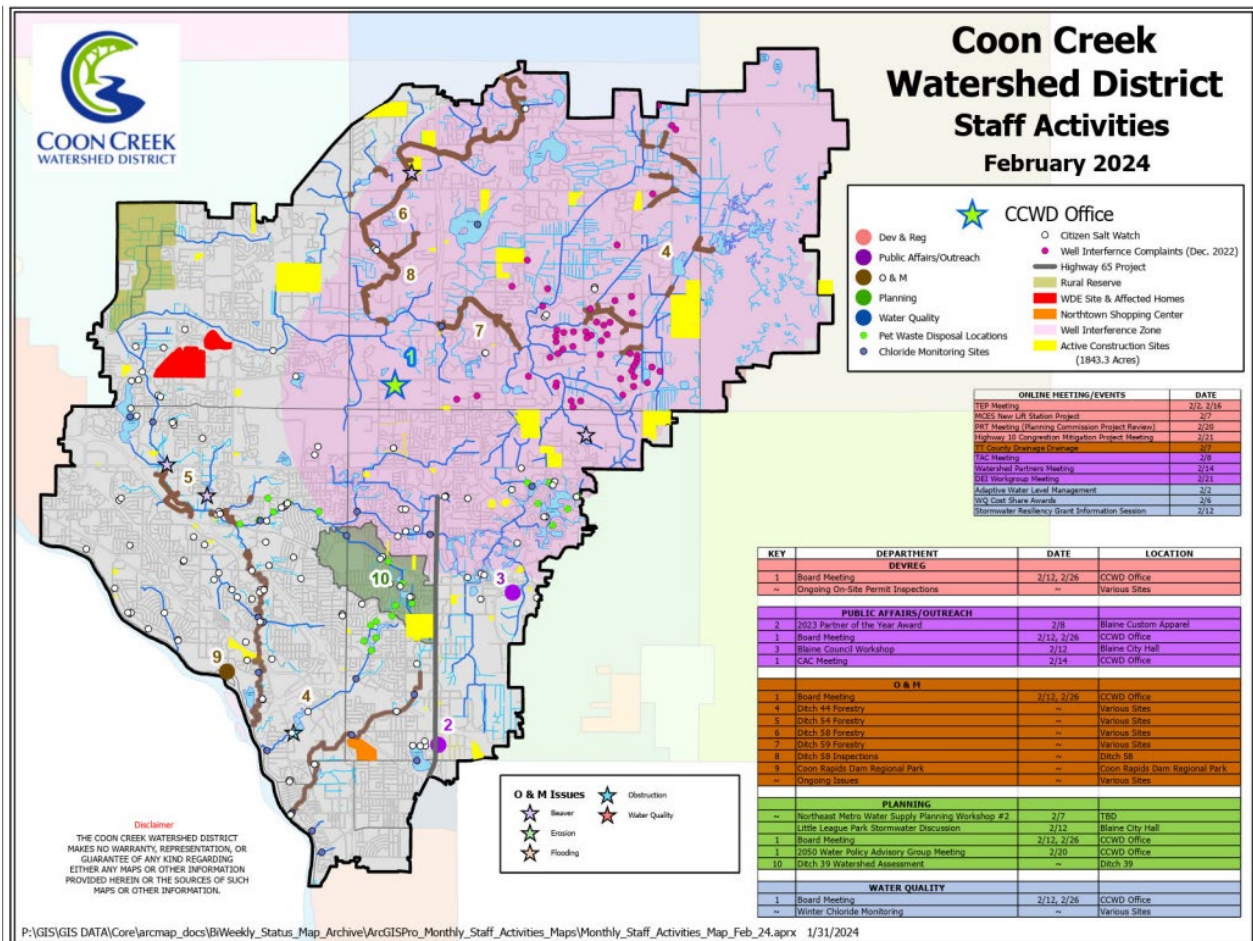 COON CREEK
WATERSHED DISTRICT
Coon Creek
Watershed District
Staff Activities
February 2024
CCWD Office
Dev & Reg
Public Affairs/Outreach
O & M
Planning
Water Quality
Pet Waste Disposal Locations
Chloride Monitoring Sites
Citizen Salt Watch
Well Interfernce Complaints (Dec. 2022)
Highway 65 Project
Rural Reserve
WDE Site & Affected Homes
Northtown Shopping Center
Well Interference Zone
Active Construction Sites
(1843.3 Acres)
6
4
8
7
1
5
10
3
9
4
2
ONLINE MEETING/EVENTS DATE
TEP Meeting 2/2, 2/16
MCES New Lift Station Project 2/7
PRT Meeting (Planning Commission Project Review) 2/20
Highway 10 Congrestion Mitigation Project Meeting 2/21
TT County Drainage Drainage 2/7
TAC Meeting 2/8
Watershed Partners Meeting 2/14
DEI Workgroup Meeting 2/21
Adaptive Water Level Management 2/2
WQ Cost Share Awards 2/6
Stormwater Resiliency Grant Information Session 2/12
KEY DEPARTMENT DATE LOCATION
DEVREG
1 Board Meeting 2/12, 2/26 CCWD Office
~ Ongoing On-Site Permit Inspections ~ Various Sites
PUBLIC AFFAIRS/OUTREACH
2 2023 Partner of the Year Award 2/8 Blaine Custom Apparel
1 Board Meeting 2/12, 2/26 CCWD Office
3 Blaine Council Workshop 2/12 Blaine City Hall
1 CAC Meeting 2/14 CCWD Office
O & M
1 Board Meeting 2/12, 2/26 CCWD Office
4 Ditch 44 Forestry ~ Various Sites
5 Ditch 54 Forestry ~ Various Sites
6 Ditch 58 Forestry ~ Various Sites
7 Ditch 59 Forestry ~ Various Sites
8 Ditch 58 Inspections ~ Ditch 58
9 Coon Rapids Dam Regional Park ~ Coon Rapids Dam Regional Park
~ Ongoing Issues ~ Various Sites
PLANNING
~ Northeast Metro Water Supply Planning Workshop #2 2/7 TBD
Little League Park Stormwater Discussion 2/12 Blaine City Hall
1 Board Meeting 2/12, 2/26 CCWD Office
1 2050 Water Policy Advisory Group Meeting 2/20 CCWD Office
10 Ditch 39 Watershed Assessment ~ Ditch 39
WATER QUALITY
1 Board Meeting 2/12, 2/26 CCWD Office
~ Winter Chloride Monitoring ~ Various Sites
O & M Issues
Beaver
Erosion
Flooding
Obstruction
Water Quality
Disclaimer
THE COON CREEK WATERSHED DISTRICT
MAKES NO WARRANTY, REPRESENTATION, OR
GUARANTEE OF ANY KIND REGARDING
EITHER ANY MAPS OR OTHER INFORMATION
PROVIDED HEREIN OR THE SOURCES OF SUCH
MAPS OR OTHER INFORMATION.
P:\GIS\GIS DATA\Core\arcmap_docs\BiWeekly_Status_Map_Archive\ArcGISPro_Monthly_Staff_Activities_Maps\Monthly_Staff_Activities_Map_Feb_24.aprx 1/31/2024